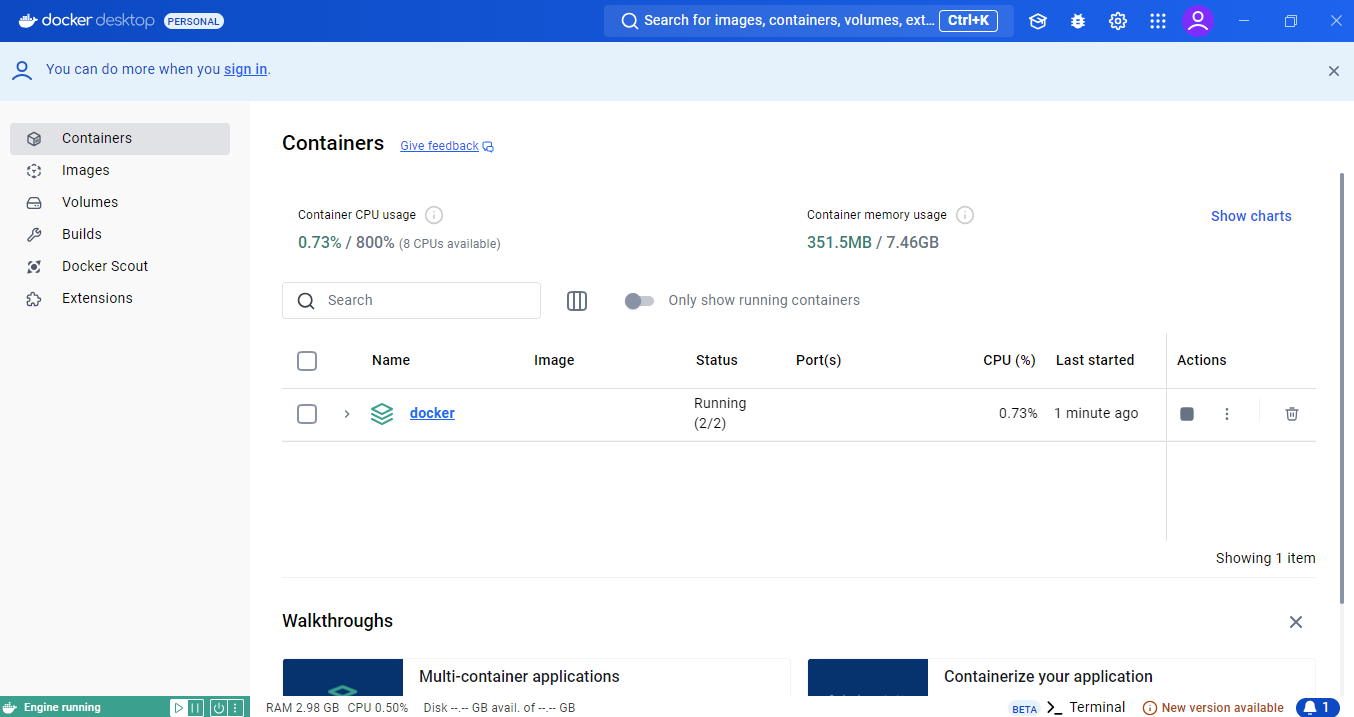 docker desktop PERSONAL
Search for images, containers, volumes, ext... Ctrl+K
You can do more when you sign in.
Containers
Images
Volumes
Builds
Docker Scout
Extensions
Containers Give feedback
Container CPU usage
0.73% / 800% (8 CPUs available)
Container memory usage
351.5MB / 7.46GB
Show charts
Search
Only show running containers
Name Image Status Port(s) CPU (%) Last started Actions
docker Running (2/2) 0.73% 1 minute ago
Showing 1 item
Walkthroughs
Multi-container applications
Containerize your application
Engine running
RAM 2.98 GB CPU 0.50% Disk --.-- GB avail. of --.-- GB
BETA Terminal
New version available
1